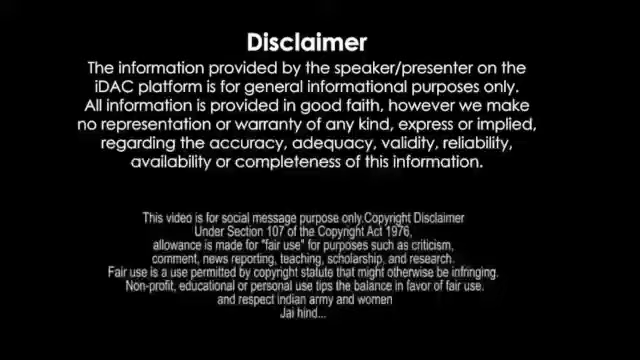 Disclaimer
The information provided by the speaker/presenter on the
iDAC platform is for general informational purposes only.
All information is provided in good faith, however we make
no representation or warranty of any kind, express or implied,
regarding the accuracy, adequacy, validity, reliability,
availability or completeness of this information.
This video is for social message purpose only.Copyright Disclaimer
Under Section 107 of the Copyright Act 1976,
allowance is made for "fair use" for purposes such as criticism,
comment, news reporting, teaching, scholarship, and research.
Fair use is a use permitted by copyright statute that might otherwise be infringing.
Non-profit, educational or personal use tips the balance in favor of fair use.
and respect indian army and women
Jai hind...